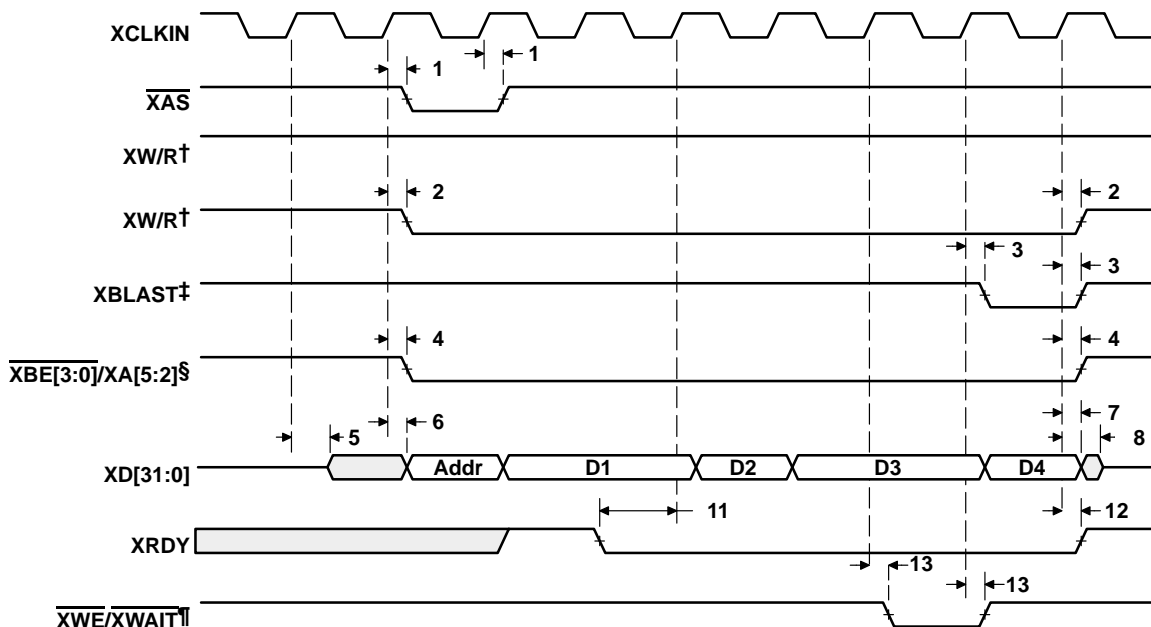 XCLKIN
1
1
XAS
XW/R†
2
2
XW/R†
3
3
XBLAST‡
4
4
XBE[3:0]/XA[5:2]§
6
7
5
8
XD[31:0]
Addr
D1
D2
D3
D4
11
12
XRDY
13
13
XWE/XWAIT¶